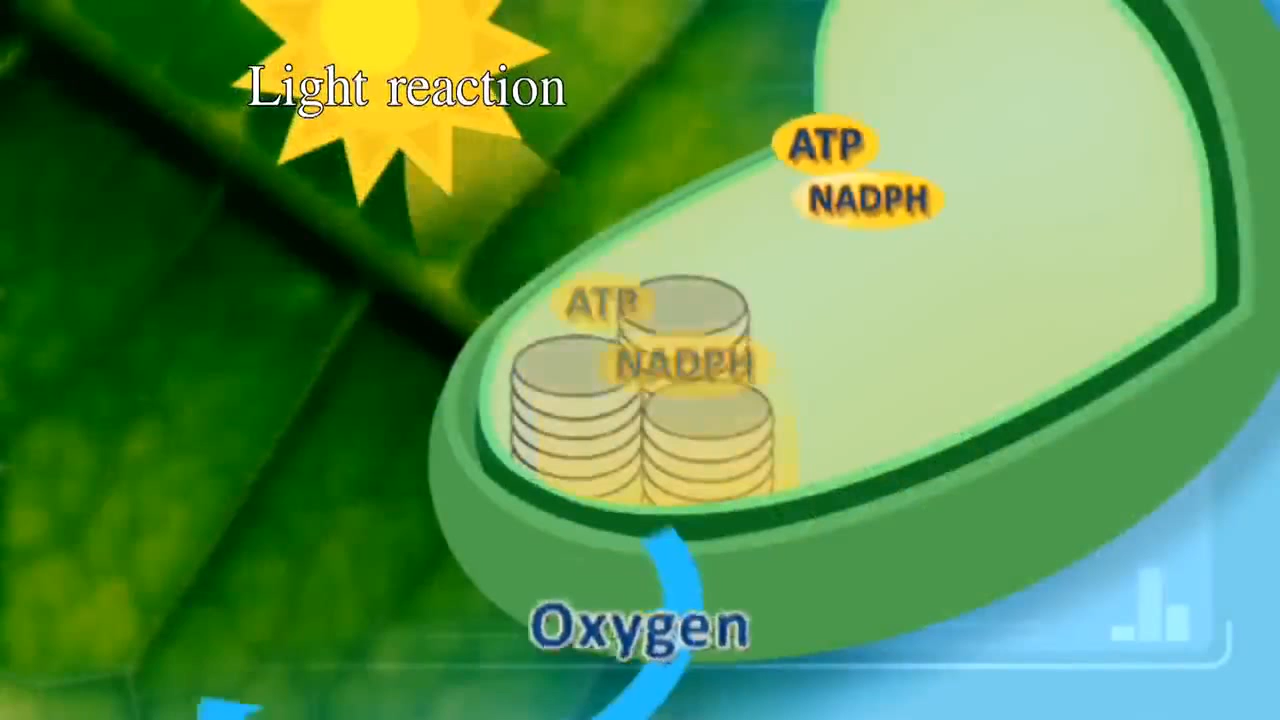 Light reaction
ATP
NADPH
ATP
NADPH
Oxygen